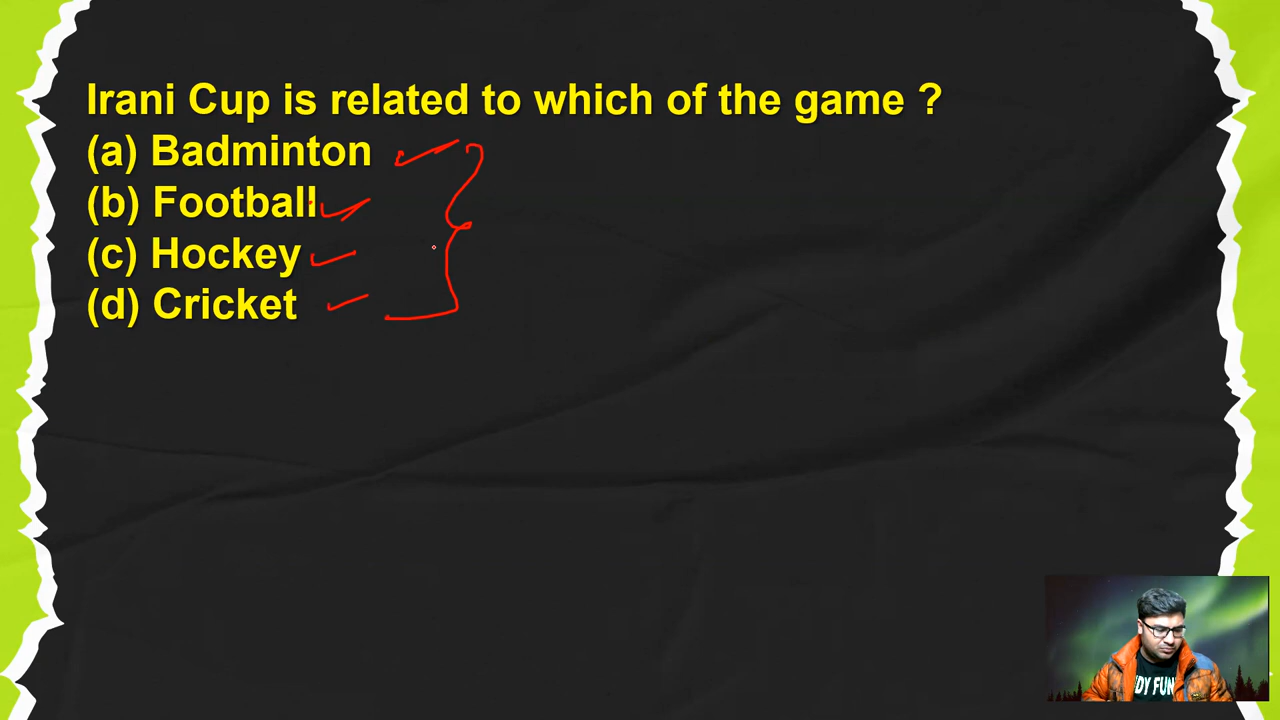 Irani Cup is related to which of the game ?
(a) Badminton
(b) Football
(c) Hockey
(d) Cricket